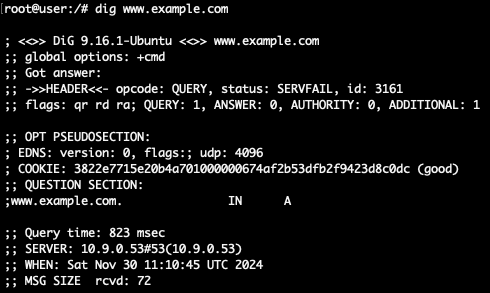 root@user:/# dig www.example.com
; <<>> DiG 9.16.1-Ubuntu <<>> www.example.com
;; global options: +cmd
;; Got answer:
;; ->>HEADER<<- opcode: QUERY, status: SERVFAIL, id: 3161
;; flags: qr rd ra; QUERY: 1, ANSWER: 0, AUTHORITY: 0, ADDITIONAL: 1
;; OPT PSEUDOSECTION:
; EDNS: version: 0, flags:; udp: 4096
; COOKIE: 3822e7715e20b4a701000000674af2b53dfb2f9423d8c0dc (good)
;; QUESTION SECTION:
;www.example.com. IN A
;; Query time: 823 msec
;; SERVER: 10.9.0.53#53(10.9.0.53)
;; WHEN: Sat Nov 30 11:10:45 UTC 2024
;; MSG SIZE rcvd: 72